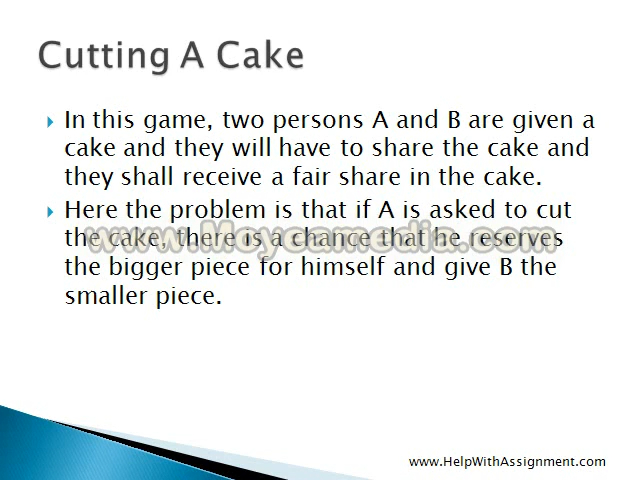 Cutting A Cake
In this game, two persons A and B are given a
cake and they will have to share the cake and
they shall receive a fair share in the cake.
Here the problem is that if A is asked to cut
the cake, there is a chance that he reserves
the bigger piece for himself and give B the
smaller piece.
www.Moyeamedia.com
www.HelpWithAssignment.com